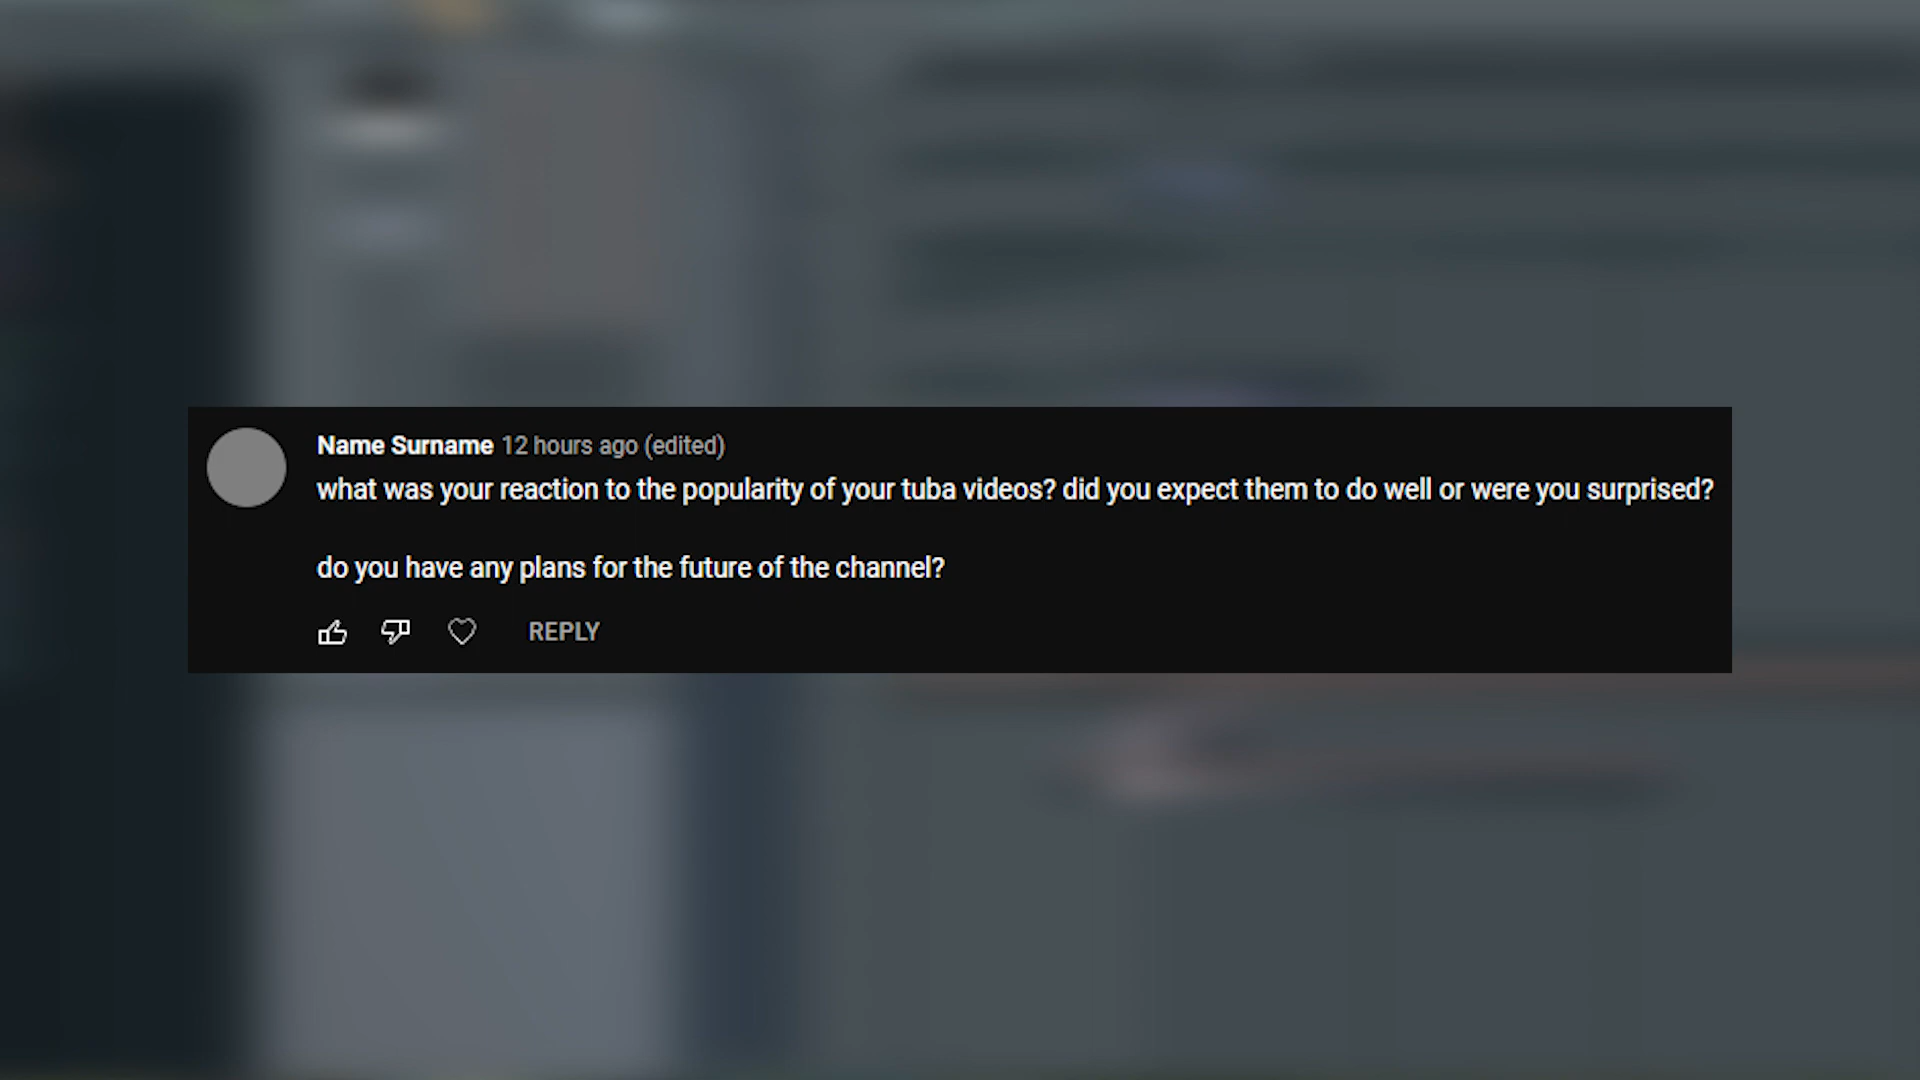 Name Surname 12 hours ago (edited)
what was your reaction to the popularity of your tuba videos? did you expect them to do well or were you surprised?
do you have any plans for the future of the channel?
REPLY